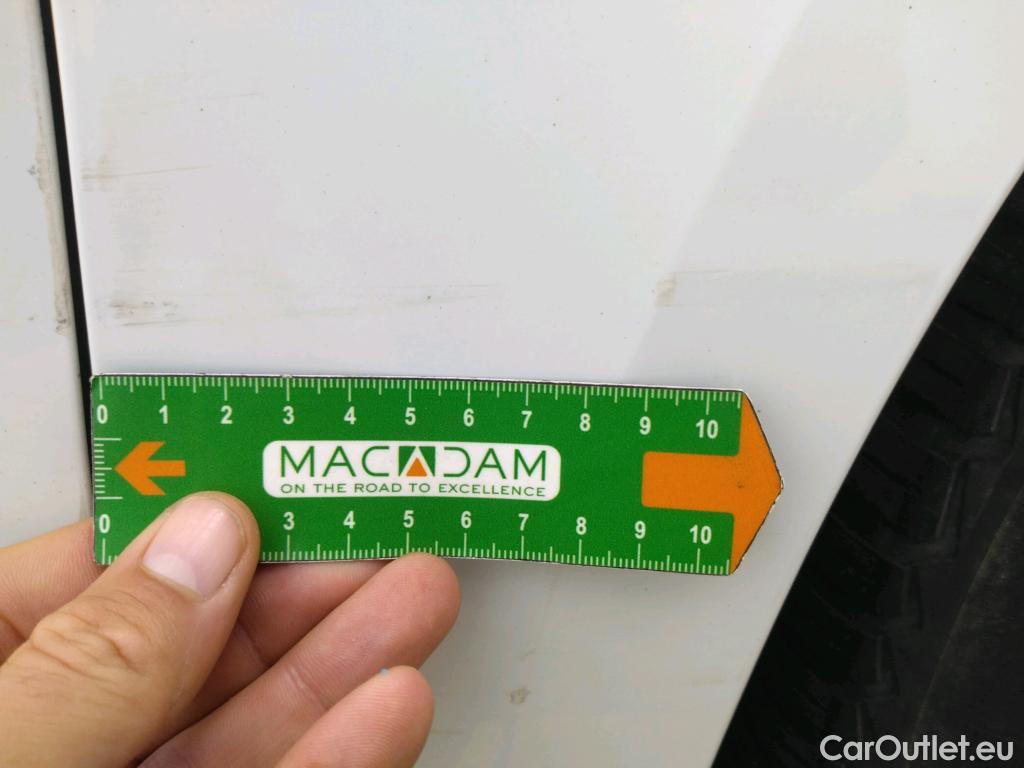 0 1 2 3 4 5 6 7 8 9 10
MACADAM
ON THE ROAD TO EXCELLENCE
0 3 4 5 6 7 8 9 10
CarOutlet.eu